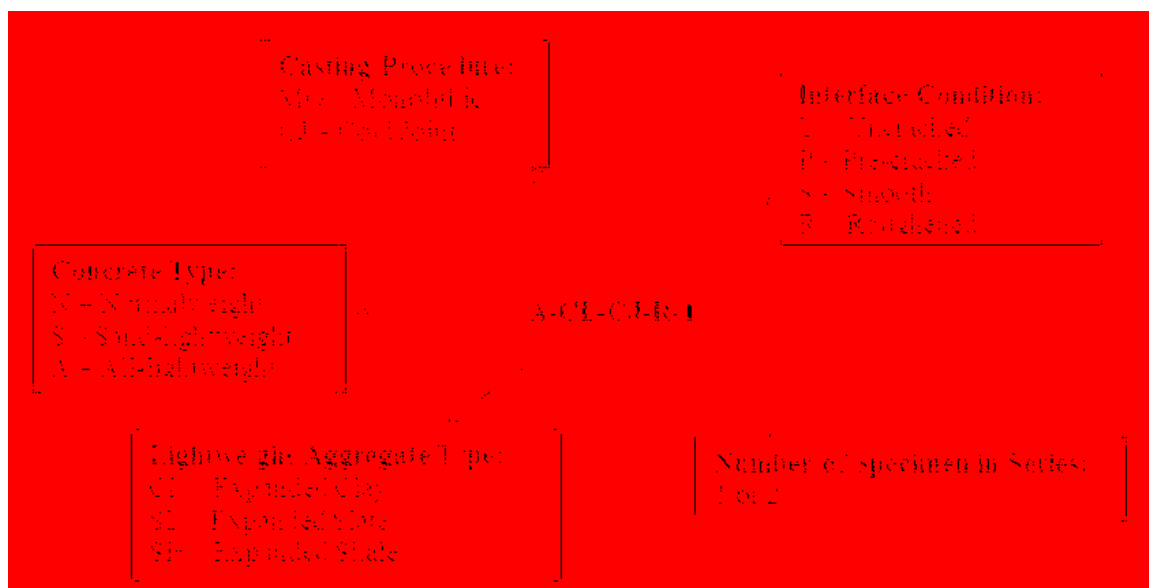 Casting Procedure:
MO – Monolithic
CJ – Cold Joint
Interface Condition:
U – Uncracked
P – Pre-cracked
S – Smooth
R – Roughened
Concrete Type:
N – Normalweight
S – Sand-lightweight
A – All-lightweight
A-CL-CJ-R-1
Lightweight Aggregate Type:
CL – Expanded Clay
SL – Expanded Slate
SH – Expanded Shale
Number of specimen in Series:
1 or 2